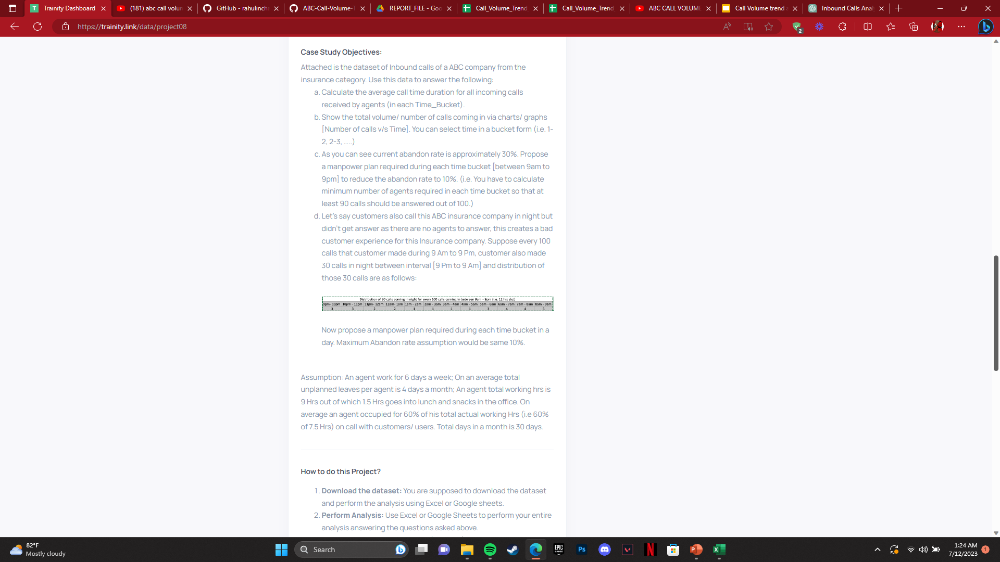 Trainity Dashboard
(181) abc call volun
GitHub - rahulinch
ABC-Call-Volume-T
REPORT_FILE - Goo
Call_Volume_Trend_
Call_Volume_Trend_
ABC CALL VOLUME
Call Volume trend
Inbound Calls Anal
https://trainity.link/data/project08
2
Case Study Objectives:
Attached is the dataset of Inbound calls of a ABC company from the
insurance category. Use this data to answer the following:
a. Calculate the average call time duration for all incoming calls
received by agents (in each Time_Bucket).
b. Show the total volume/ number of calls coming in via charts/ graphs
[Number of calls v/s Time]. You can select time in a bucket form (i.e. 1-
2, 2-3, .....)
c. As you can see current abandon rate is approximately 30%. Propose
a manpower plan required during each time bucket [between 9am to
9pm] to reduce the abandon rate to 10%. (i.e. You have to calculate
minimum number of agents required in each time bucket so that at
least 90 calls should be answered out of 100.)
d. Let's say customers also call this ABC insurance company in night but
didn't get answer as there are no agents to answer, this creates a bad
customer experience for this Insurance company. Suppose every 100
calls that customer made during 9 Am to 9 Pm, customer also made
30 calls in night between interval [9 Pm to 9 Am] and distribution of
those 30 calls are as follows:
Distribution of 30 calls coming in night for every 100 calls coming in between 9am - 9pm (i.e. 12 hrs slot)
9pm- 10pm 10pm - 11pm 11pm- 12am 12am- 1am 1am - 2am 2am - 3am 3am - 4am 4am - 5am 5am - 6am 6am - 7am 7am - 8am 8am - 9am
3 3 2 2 1 1 1 1 3 4 4 5
Now propose a manpower plan required during each time bucket in a
day. Maximum Abandon rate assumption would be same 10%.
Assumption: An agent work for 6 days a week; On an average total
unplanned leaves per agent is 4 days a month; An agent total working hrs is
9 Hrs out of which 1.5 Hrs goes into lunch and snacks in the office. On
average an agent occupied for 60% of his total actual working Hrs (i.e 60%
of 7.5 Hrs) on call with customers/ users. Total days in a month is 30 days.
How to do this Project?
1. Download the dataset: You are supposed to download the dataset
and perform the analysis using Excel or Google sheets.
2. Perform Analysis: Use Excel or Google Sheets to perform your entire
analysis answering the questions asked above.
82°F
Mostly cloudy
Search
EPIC
GAMES
Ps
1:24 AM
7/12/2023
1